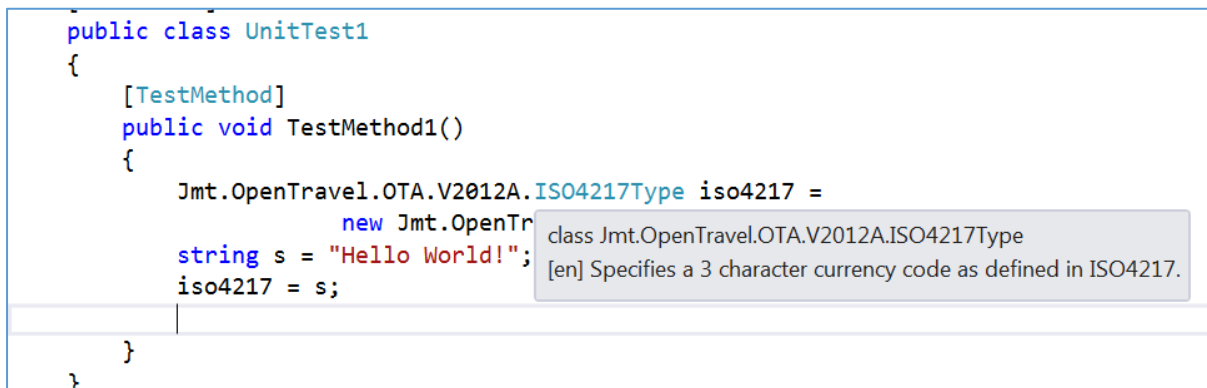 public class UnitTest1
{
[TestMethod]
public void TestMethod1()
{
Jmt.OpenTravel.OTA.V2012A.ISO4217Type iso4217 =
new Jmt.OpenTr
class Jmt.OpenTravel.OTA.V2012A.ISO4217Type
string s = "Hello World!";
[en] Specifies a 3 character currency code as defined in ISO4217.
iso4217 = s;
}
}